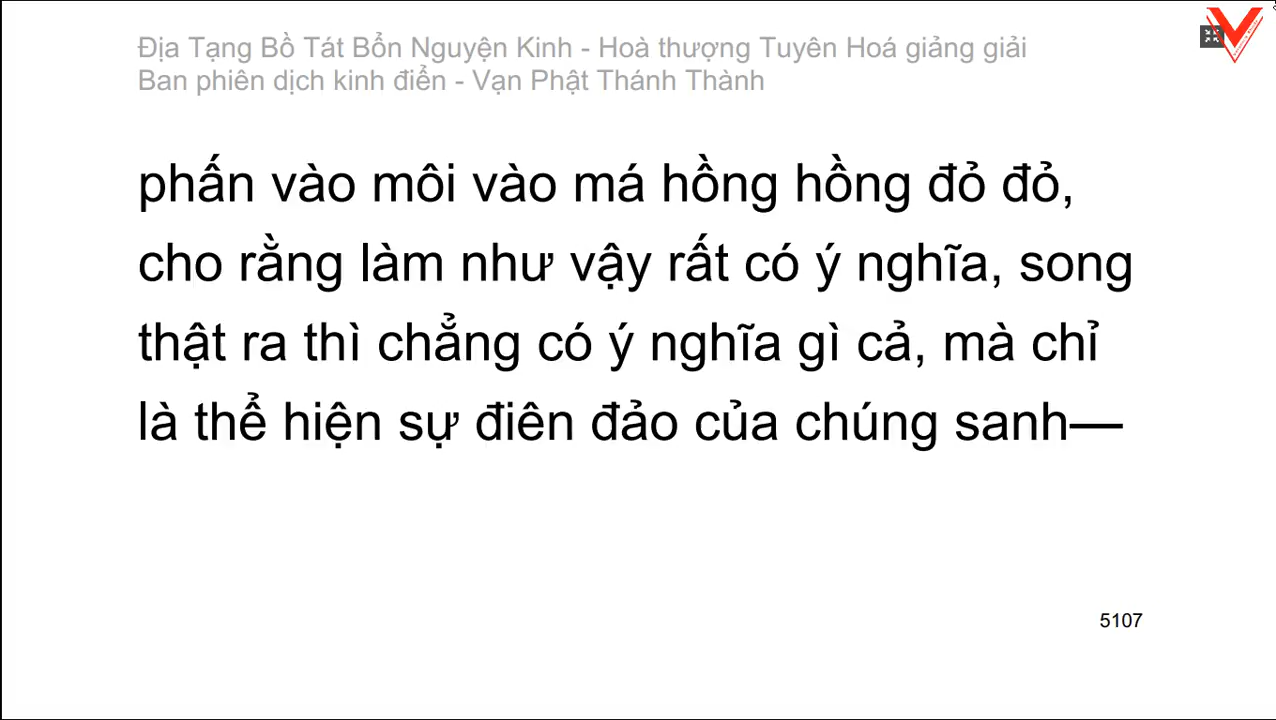 Địa Tạng Bồ Tát Bổn Nguyện Kinh - Hoà thượng Tuyên Hoá giảng giải
Ban phiên dịch kinh điển - Vạn Phật Thánh Thành
phấn vào môi vào má hồng hồng đỏ đỏ,
cho rằng làm như vậy rất có ý nghĩa, song
thật ra thì chẳng có ý nghĩa gì cả, mà chỉ
là thể hiện sự điên đảo của chúng sanh—
5107